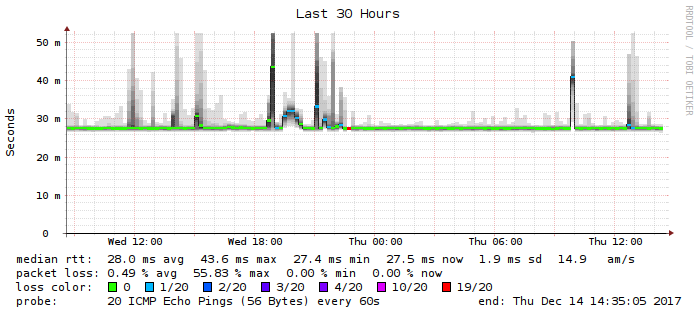 Last 30 Hours
RRDTOOL / TOBI OETIKER
Seconds
50 m
40 m
30 m
20 m
10 m
0
Wed 12:00 Wed 18:00 Thu 00:00 Thu 06:00 Thu 12:00
median rtt: 28.0 ms avg 43.6 ms max 27.4 ms min 27.5 ms now 1.9 ms sd 14.9 am/s
packet loss: 0.49 % avg 55.83 % max 0.00 % min 0.00 % now
loss color: 0 1/20 2/20 3/20 4/20 10/20 19/20
probe: 20 ICMP Echo Pings (56 Bytes) every 60s end: Thu Dec 14 14:35:05 2017